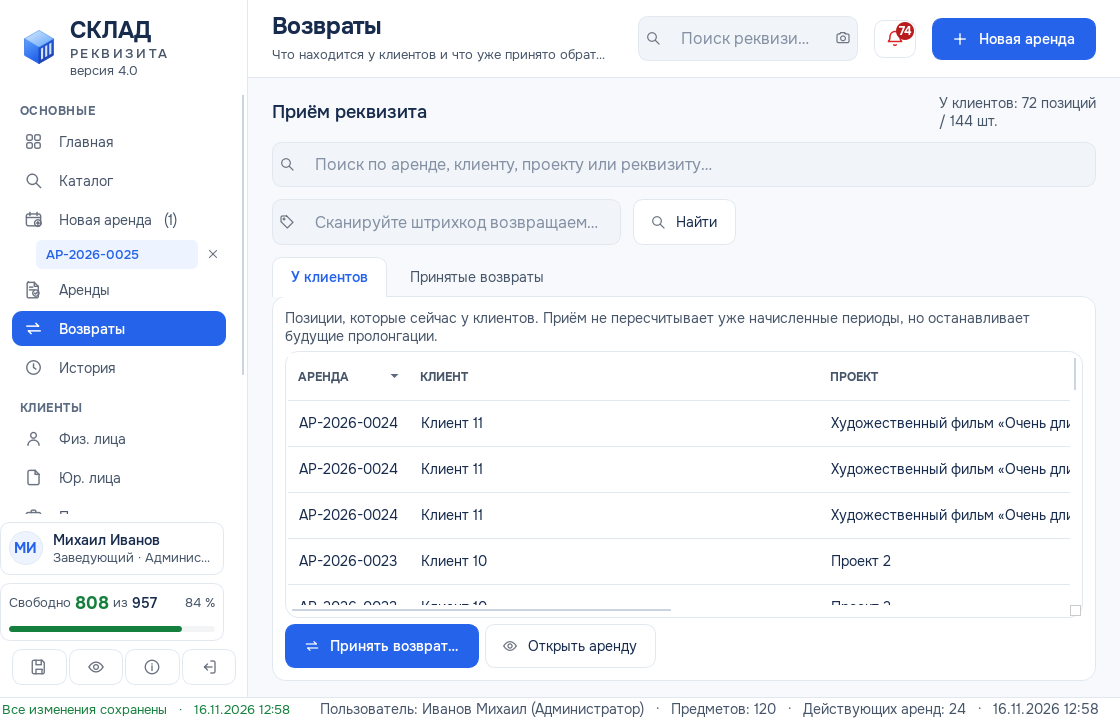 СКЛАД
РЕКВИЗИТА
версия 4.0
ОСНОВНЫЕ
Главная
Каталог
Новая аренда (1)
АР-2026-0025
Аренды
Возвраты
История
КЛИЕНТЫ
Физ. лица
Юр. лица
МИ
Михаил Иванов
Заведующий · Админис...
Свободно 808 из 957 84 %
Возвраты
Что находится у клиентов и что уже принято обрат...
Поиск реквизи...
74
Новая аренда
Приём реквизита
У клиентов: 72 позиций
/ 144 шт.
Поиск по аренде, клиенту, проекту или реквизиту...
Сканируйте штрихкод возвращаем...
Найти
У клиентов
Принятые возвраты
Позиции, которые сейчас у клиентов. Приём не пересчитывает уже начисленные периоды, но останавливает
будущие пролонгации.
АРЕНДА КЛИЕНТ ПРОЕКТ
АР-2026-0024 Клиент 11 Художественный фильм «Очень дли
АР-2026-0024 Клиент 11 Художественный фильм «Очень дли
АР-2026-0024 Клиент 11 Художественный фильм «Очень дли
АР-2026-0023 Клиент 10 Проект 2
АР-2026-0023 Клиент 10 Проект 2
Принять возврат...
Открыть аренду
Все изменения сохранены · 16.11.2026 12:58
Пользователь: Иванов Михаил (Администратор) · Предметов: 120 · Действующих аренд: 24 · 16.11.2026 12:58